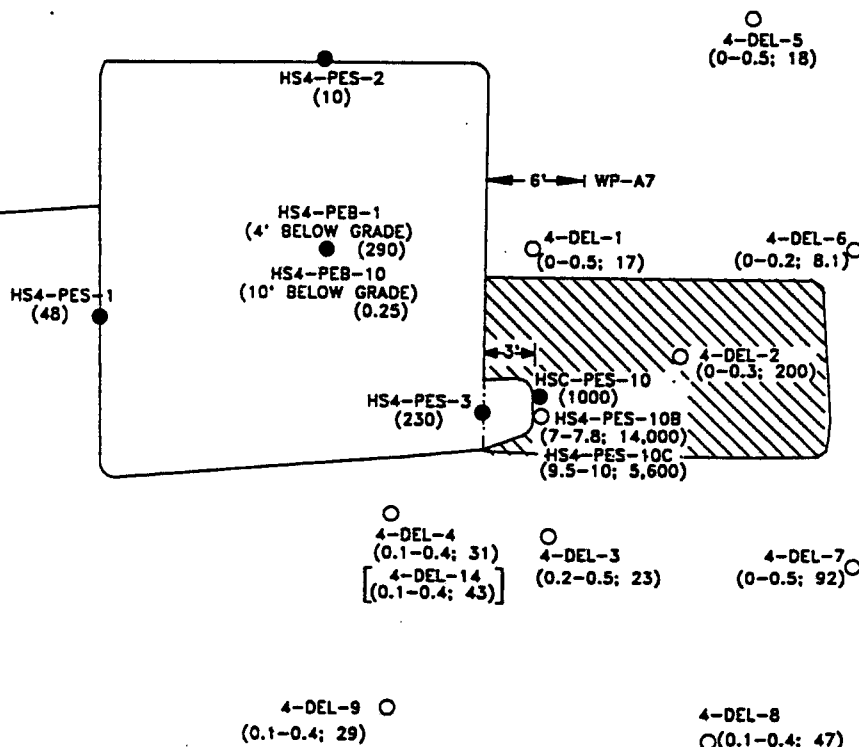 4-DEL-5
(0-0.5; 18)
HS4-PES-2
(10)
6' WP-A7
HS4-PEB-1
(4' BELOW GRADE)
(290)
HS4-PEB-10
(10' BELOW GRADE)
(0.25)
4-DEL-1
(0-0.5; 17)
4-DEL-6
(0-0.2; 8.1)
HS4-PES-1
(48)
3'
4-DEL-2
(0-0.3; 200)
HSC-PES-10
(1000)
HS4-PES-3
(230)
HS4-PES-10B
(7-7.8; 14,000)
HS4-PES-10C
(9.5-10; 5,600)
4-DEL-4
(0.1-0.4; 31)
[4-DEL-14
(0.1-0.4; 43)]
4-DEL-3
(0.2-0.5; 23)
4-DEL-7
(0-0.5; 92)
4-DEL-9
(0.1-0.4; 29)
4-DEL-8
(0.1-0.4; 47)